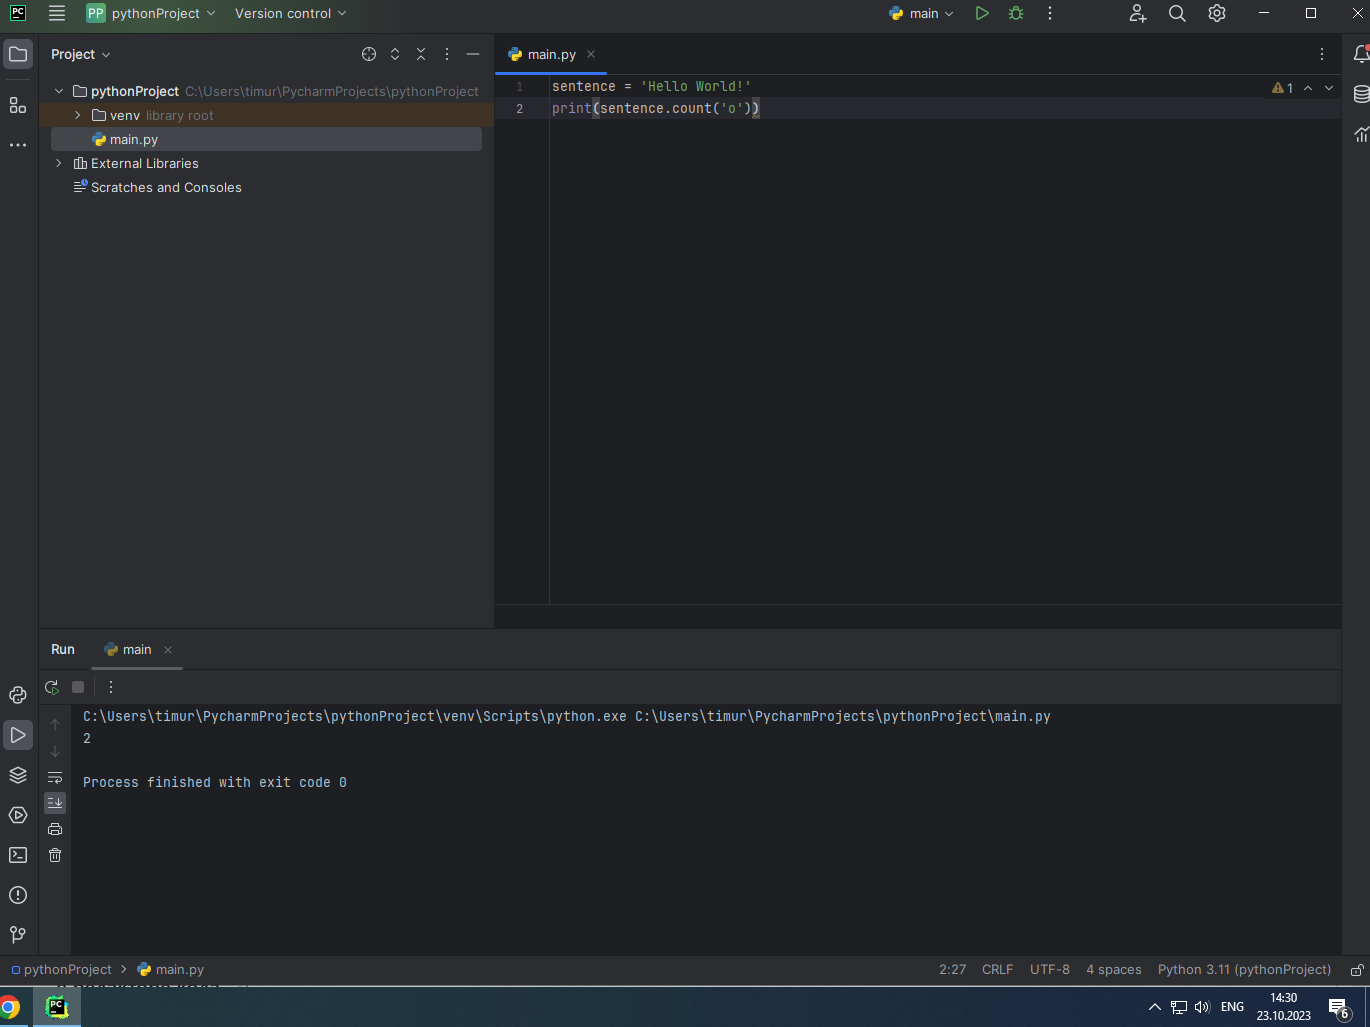 PC PP pythonProject Version control main
Project
main.py
pythonProject C:\Users\timur\PycharmProjects\pythonProject
venv library root
main.py
External Libraries
Scratches and Consoles
1 sentence = 'Hello World!'
2 print(sentence.count('o'))
1
Run main
C:\Users\timur\PycharmProjects\pythonProject\venv\Scripts\python.exe C:\Users\timur\PycharmProjects\pythonProject\main.py
2
Process finished with exit code 0
pythonProject main.py 2:27 CRLF UTF-8 4 spaces Python 3.11 (pythonProject)
PC ENG 14:30
23.10.2023 6